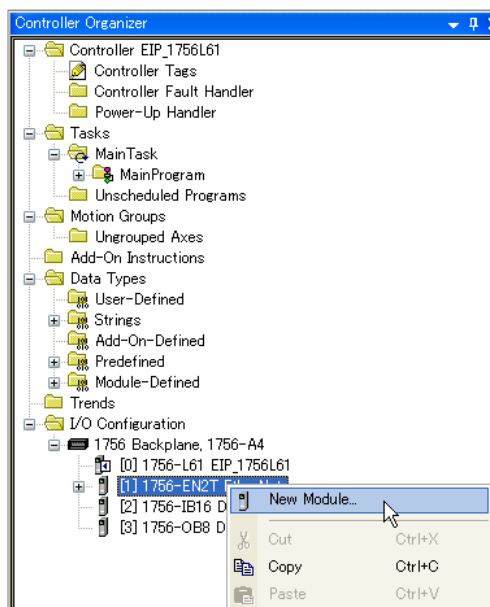 Controller Organizer
Controller EIP_1756L61
Controller Tags
Controller Fault Handler
Power-Up Handler
Tasks
MainTask
MainProgram
Unscheduled Programs
Motion Groups
Ungrouped Axes
Add-On Instructions
Data Types
User-Defined
Strings
Add-On-Defined
Predefined
Module-Defined
Trends
I/O Configuration
1756 Backplane, 1756-A4
[0] 1756-L61 EIP_1756L61
[1] 1756-EN2T
New Module...
[2] 1756-IB16 D
[3] 1756-OB8 D
Cut Ctrl+X
Copy Ctrl+C
Paste Ctrl+V